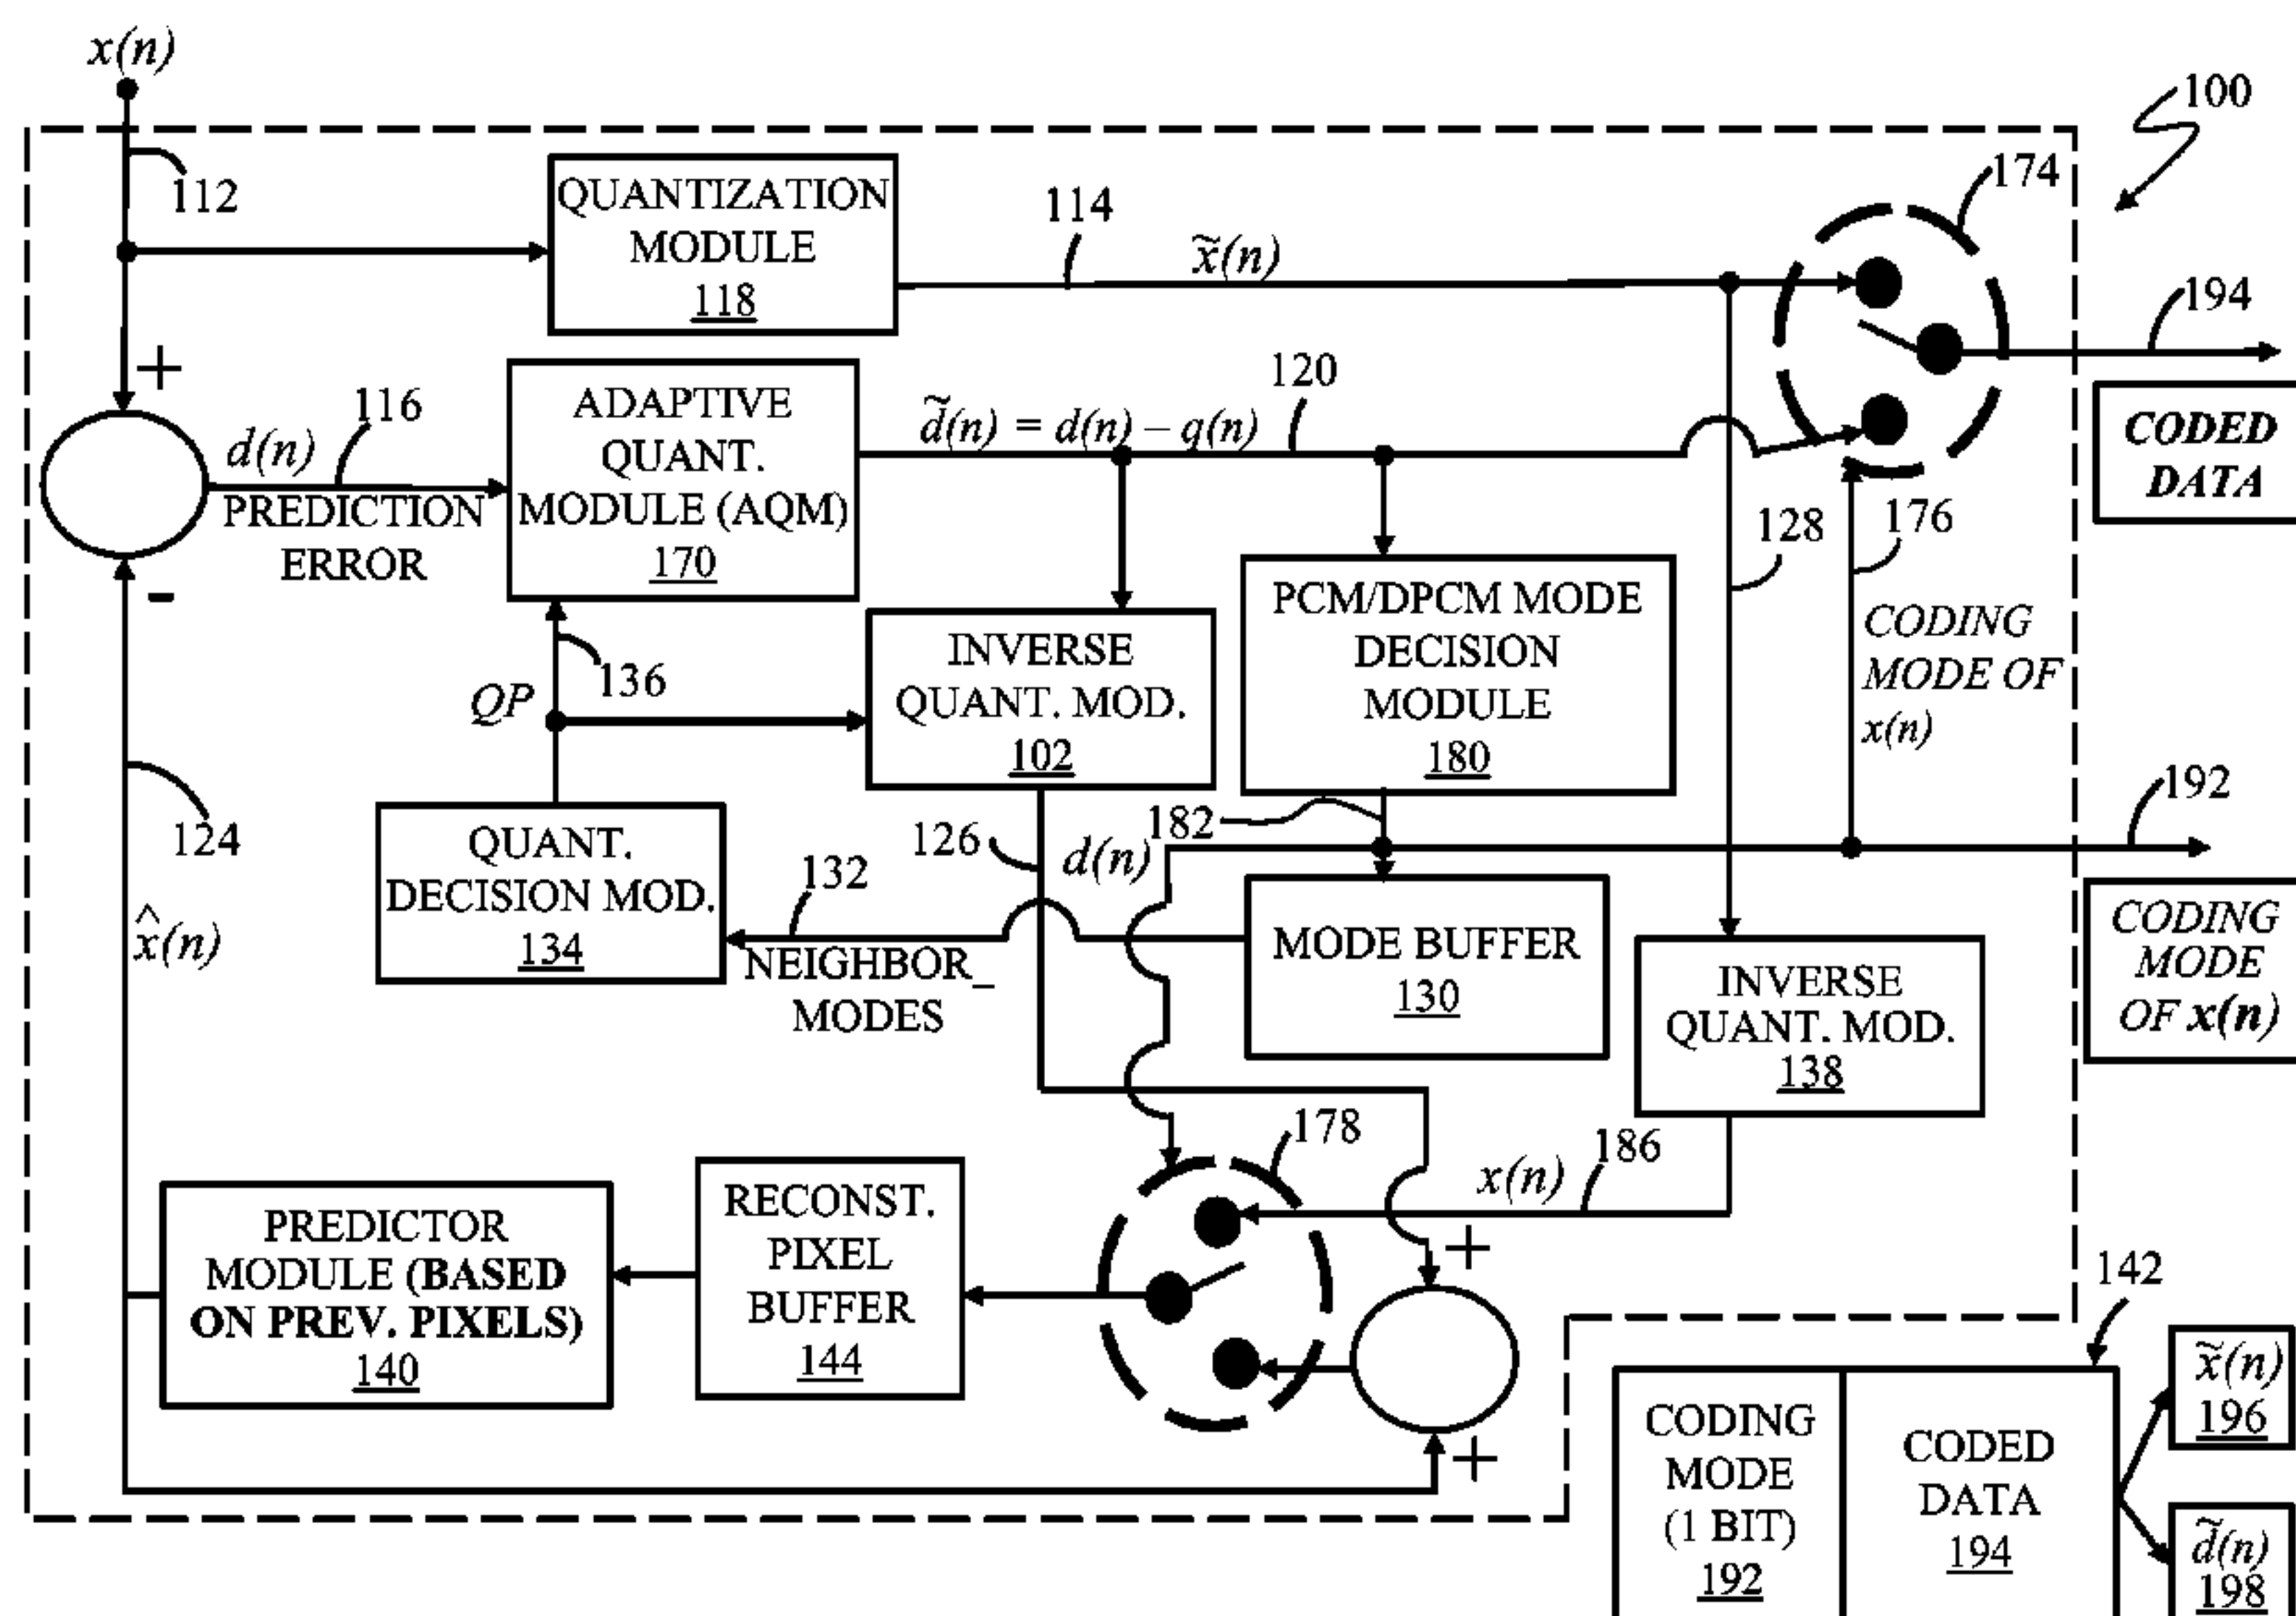 x(n)
100
112
QUANTIZATION
MODULE
118
114
x̃(n)
174
194
CODED
DATA
+
116
d(n)
PREDICTION
ERROR
-
ADAPTIVE
QUANT.
MODULE (AQM)
170
d̃(n) = d(n) – q(n)
120
128
176
CODING
MODE OF
x(n)
136
QP
INVERSE
QUANT. MOD.
102
PCM/DPCM MODE
DECISION
MODULE
180
182
192
CODING
MODE
OF x(n)
124
x̂(n)
QUANT.
DECISION MOD.
134
132
NEIGHBOR_
MODES
126
d(n)
MODE BUFFER
130
INVERSE
QUANT. MOD.
138
186
x(n)
178
PREDICTOR
MODULE (BASED
ON PREV. PIXELS)
140
RECONST.
PIXEL
BUFFER
144
+
+
142
CODING
MODE
(1 BIT)
192
CODED
DATA
194
x̃(n)
196
d̃(n)
198